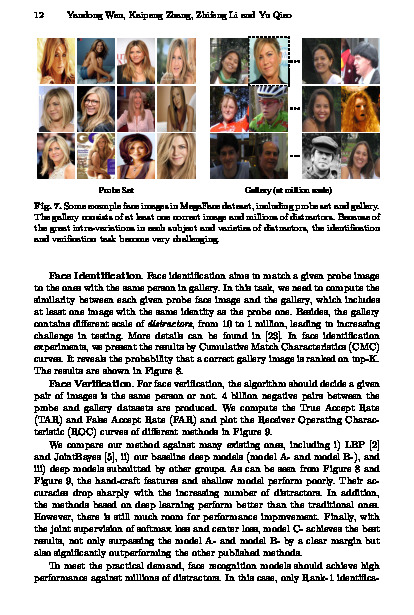 12 Yandong Wen, Kaipeng Zhang, Zhifeng Li and Yu Qiao
Probe Set Gallery (at million scale)
Fig. 7. Some example face images in MegaFace dataset, including probe set and gallery.
The gallery consists of at least one correct image and millions of distractors. Because of
the great intra-variations in each subject and varieties of distractors, the identification
and verification task become very challenging.
Face Identification. Face identification aims to match a given probe image
to the ones with the same person in gallery. In this task, we need to compute the
similarity between each given probe face image and the gallery, which includes
at least one image with the same identity as the probe one. Besides, the gallery
contains different scale of distractors, from 10 to 1 million, leading to increasing
challenge in testing. More details can be found in [23]. In face identification
experiments, we present the results by Cumulative Match Characteristics (CMC)
curves. It reveals the probability that a correct gallery image is ranked on top-K.
The results are shown in Figure 8.
Face Verification. For face verification, the algorithm should decide a given
pair of images is the same person or not. 4 billion negative pairs between the
probe and gallery datasets are produced. We compute the True Accept Rate
(TAR) and False Accept Rate (FAR) and plot the Receiver Operating Charac-
teristic (ROC) curves of different methods in Figure 9.
We compare our method against many existing ones, including i) LBP [2]
and JointBayes [5], ii) our baseline deep models (model A- and model B-), and
iii) deep models submitted by other groups. As can be seen from Figure 8 and
Figure 9, the hand-craft features and shallow model perform poorly. Their ac-
curacies drop sharply with the increasing number of distractors. In addition,
the methods based on deep learning perform better than the traditional ones.
However, there is still much room for performance improvement. Finally, with
the joint supervision of softmax loss and center loss, model C- achieves the best
results, not only surpassing the model A- and model B- by a clear margin but
also significantly outperforming the other published methods.
To meet the practical demand, face recognition models should achieve high
performance against millions of distractors. In this case, only Rank-1 identifica-